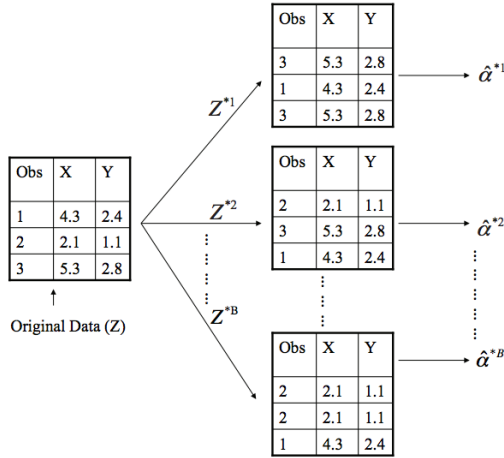 Obs X Y
3 5.3 2.8
1 4.3 2.4
3 5.3 2.8
Z*1
α̂*1
Obs X Y
1 4.3 2.4
2 2.1 1.1
3 5.3 2.8
Original Data (Z)
Z*2
Obs X Y
2 2.1 1.1
3 5.3 2.8
1 4.3 2.4
α̂*2
Z*B
Obs X Y
2 2.1 1.1
2 2.1 1.1
1 4.3 2.4
α̂*B